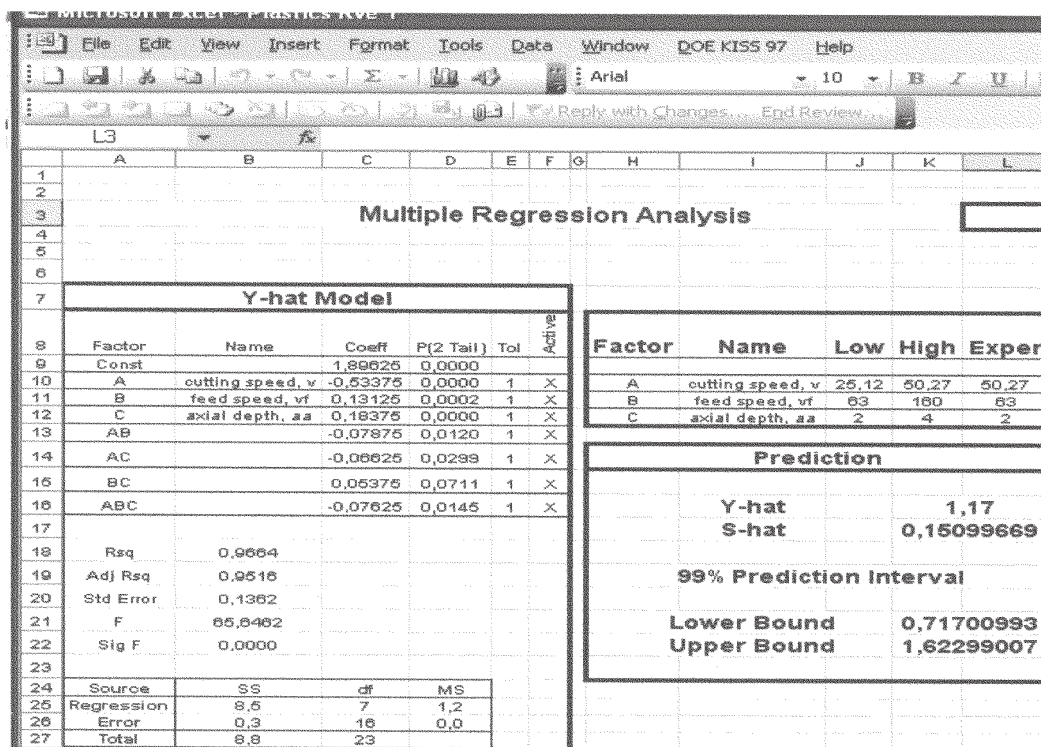 Microsoft Excel - Plastics RVe 1
File Edit View Insert Format Tools Data Window DOE KISS 97 Help
Arial 10 B I U
Reply with Changes... End Review...
L3 fx
A B C D E F G H I J K L
1
2
3 Multiple Regression Analysis
4
5
6
7 Y-hat Model
8 Factor Name Coeff P(2 Tail) Tol Active Factor Name Low High Exper
9 Const 1,89625 0,0000
10 A cutting speed, v -0,53375 0,0000 1 X A cutting speed, v 25,12 50,27 50,27
11 B feed speed, vf 0,13125 0,0002 1 X B feed speed, vf 63 160 63
12 C axial depth, aa 0,18375 0,0000 1 X C axial depth, aa 2 4 2
13 AB -0,07875 0,0120 1 X
14 AC -0,06625 0,0299 1 X Prediction
15 BC 0,05375 0,0711 1 X
16 ABC -0,07625 0,0145 1 X Y-hat 1,17
17 S-hat 0,15099669
18 Rsq 0,9664
19 Adj Rsq 0,9516 99% Prediction Interval
20 Std Error 0,1362
21 F 65,6462 Lower Bound 0,71700993
22 Sig F 0,0000 Upper Bound 1,62299007
23
24 Source SS df MS
25 Regression 8,5 7 1,2
26 Error 0,3 16 0,0
27 Total 8,8 23